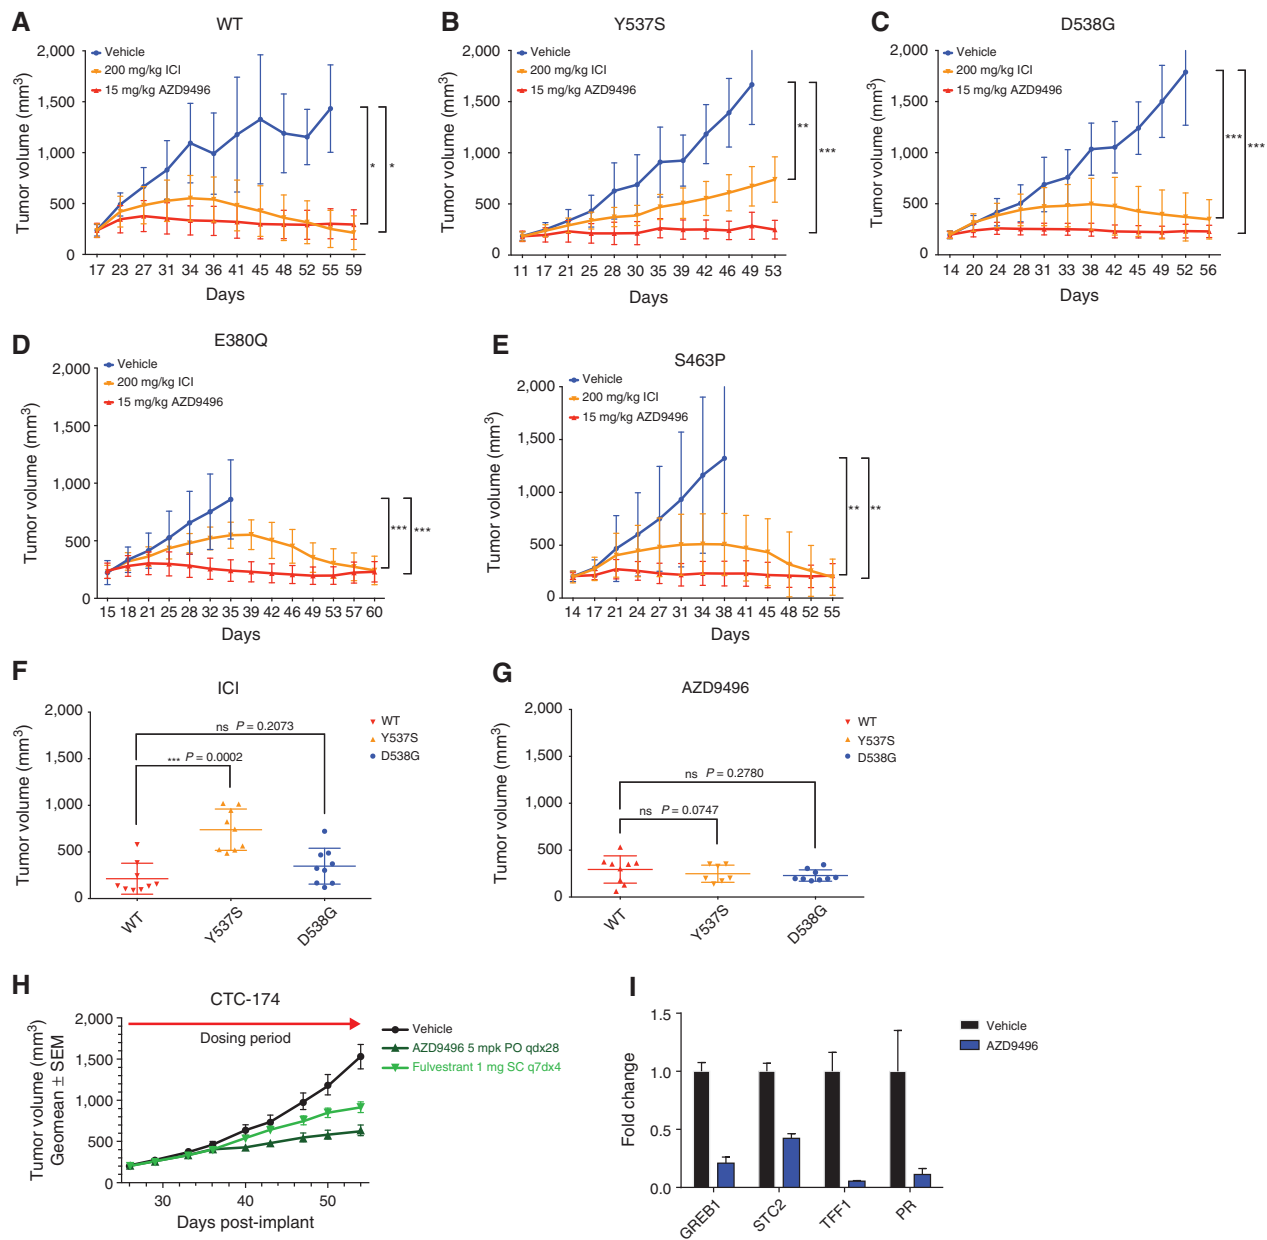 A
WT
Tumor volume (mm3)
2,000
1,500
1,000
500
0
Vehicle
200 mg/kg ICI
15 mg/kg AZD9496
* *
17 23 27 31 34 36 41 45 48 52 55 59
Days
B
Y537S
Tumor volume (mm3)
2,000
1,500
1,000
500
0
Vehicle
200 mg/kg ICI
15 mg/kg AZD9496
**
***
11 17 21 25 28 30 35 39 42 46 49 53
Days
C
D538G
Tumor volume (mm3)
2,000
1,500
1,000
500
0
Vehicle
200 mg/kg ICI
15 mg/kg AZD9496
***
***
14 20 24 28 31 33 38 42 45 49 52 56
Days
D
E380Q
Tumor volume (mm3)
2,000
1,500
1,000
500
0
Vehicle
200 mg/kg ICI
15 mg/kg AZD9496
*** ***
15 18 21 25 28 32 35 39 42 46 49 53 57 60
Days
E
S463P
Tumor volume (mm3)
2,000
1,500
1,000
500
0
Vehicle
200 mg/kg ICI
15 mg/kg AZD9496
** **
14 17 21 24 27 31 34 38 41 45 48 52 55
Days
F
ICI
Tumor volume (mm3)
2,000
1,500
1,000
500
0
ns P = 0.2073
*** P = 0.0002
WT
Y537S
D538G
WT
Y537S
D538G
G
AZD9496
Tumor volume (mm3)
2,000
1,500
1,000
500
0
ns P = 0.2780
ns P = 0.0747
WT
Y537S
D538G
WT
Y537S
D538G
H
CTC-174
Tumor volume (mm3)
Geomean ± SEM
2,000
1,500
1,000
500
0
Dosing period
Vehicle
AZD9496 5 mpk PO qdx28
Fulvestrant 1 mg SC q7dx4
30 40 50
Days post-implant
I
Fold change
1.5
1.0
0.5
0.0
Vehicle
AZD9496
GREB1
STC2
TFF1
PR